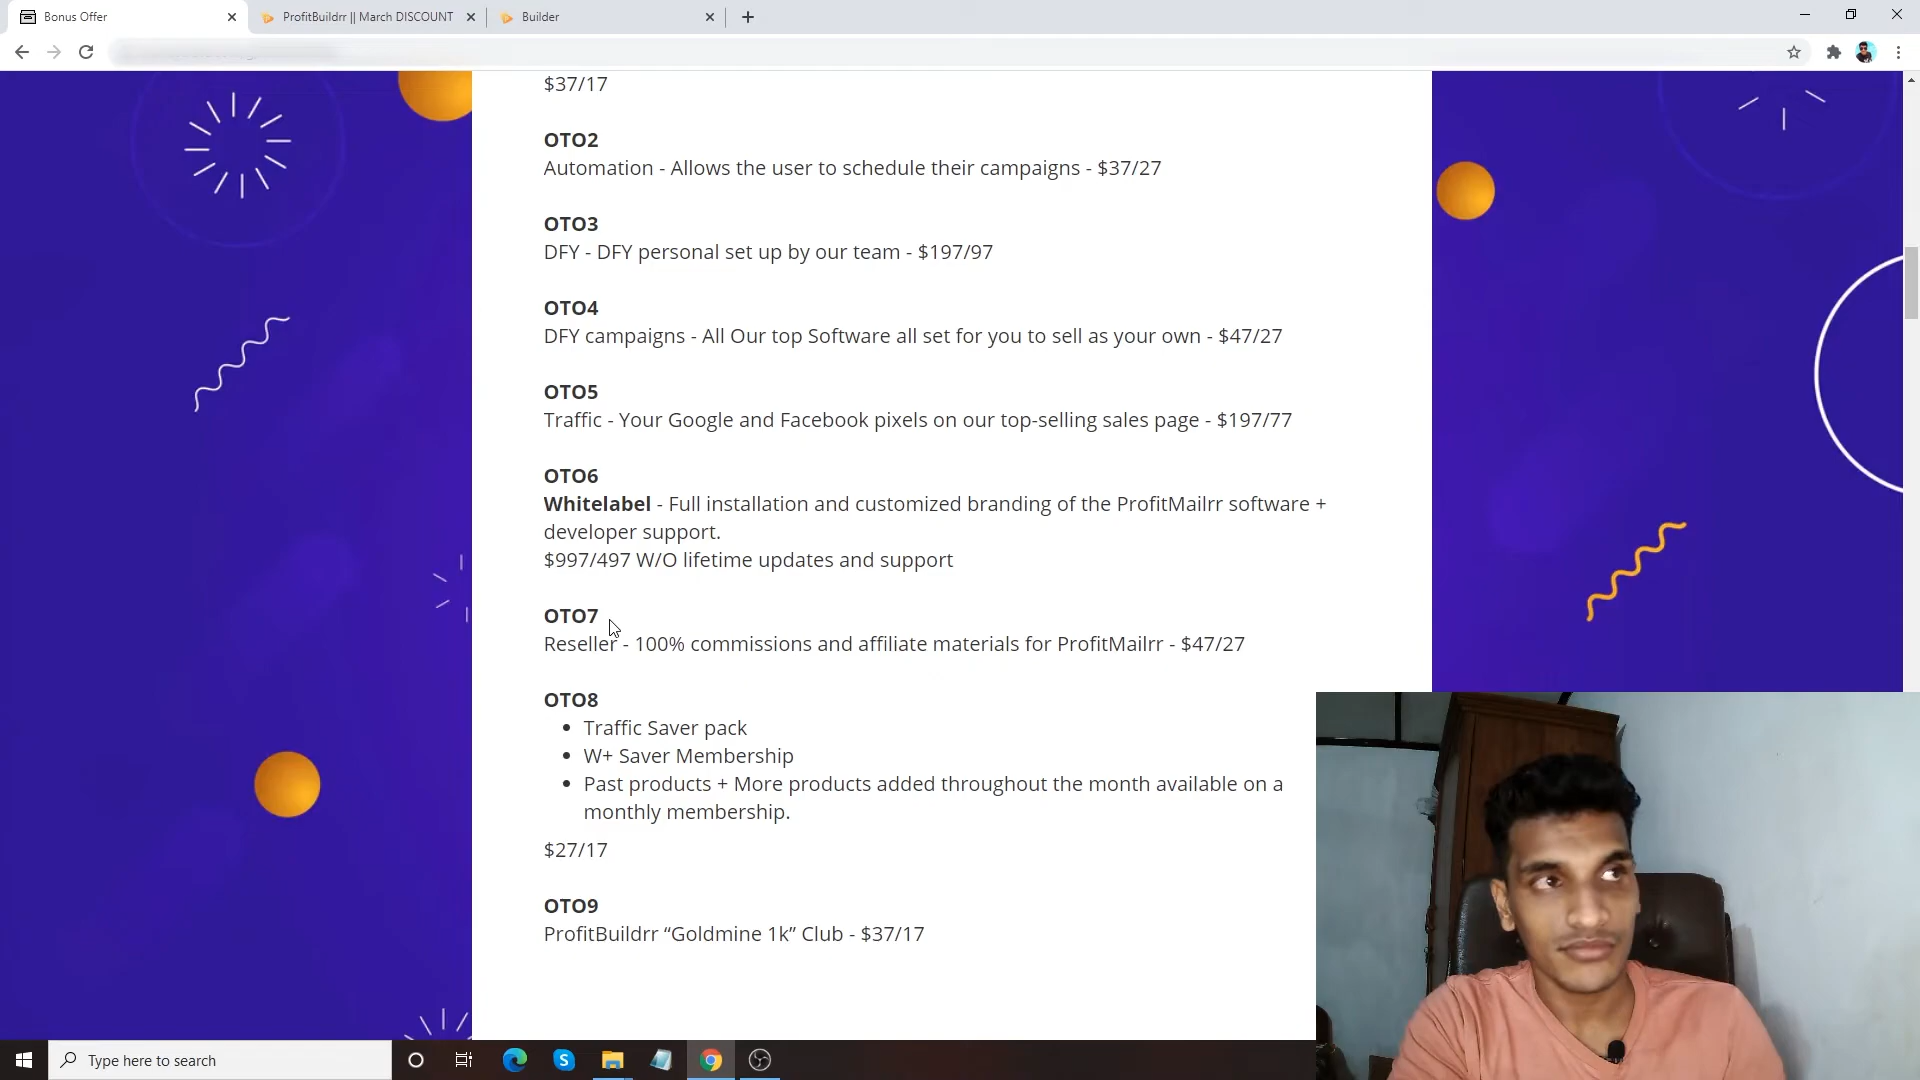 Bonus Offer
ProfitBuildrr || March DISCOUNT
Builder
$37/17
OTO2
Automation - Allows the user to schedule their campaigns - $37/27
OTO3
DFY - DFY personal set up by our team - $197/97
OTO4
DFY campaigns - All Our top Software all set for you to sell as your own - $47/27
OTO5
Traffic - Your Google and Facebook pixels on our top-selling sales page - $197/77
OTO6
Whitelabel - Full installation and customized branding of the ProfitMailrr software +
developer support.
$997/497 W/O lifetime updates and support
OTO7
Reseller - 100% commissions and affiliate materials for ProfitMailrr - $47/27
OTO8
• Traffic Saver pack
• W+ Saver Membership
• Past products + More products added throughout the month available on a
monthly membership.
$27/17
OTO9
ProfitBuildrr “Goldmine 1k” Club - $37/17
Type here to search